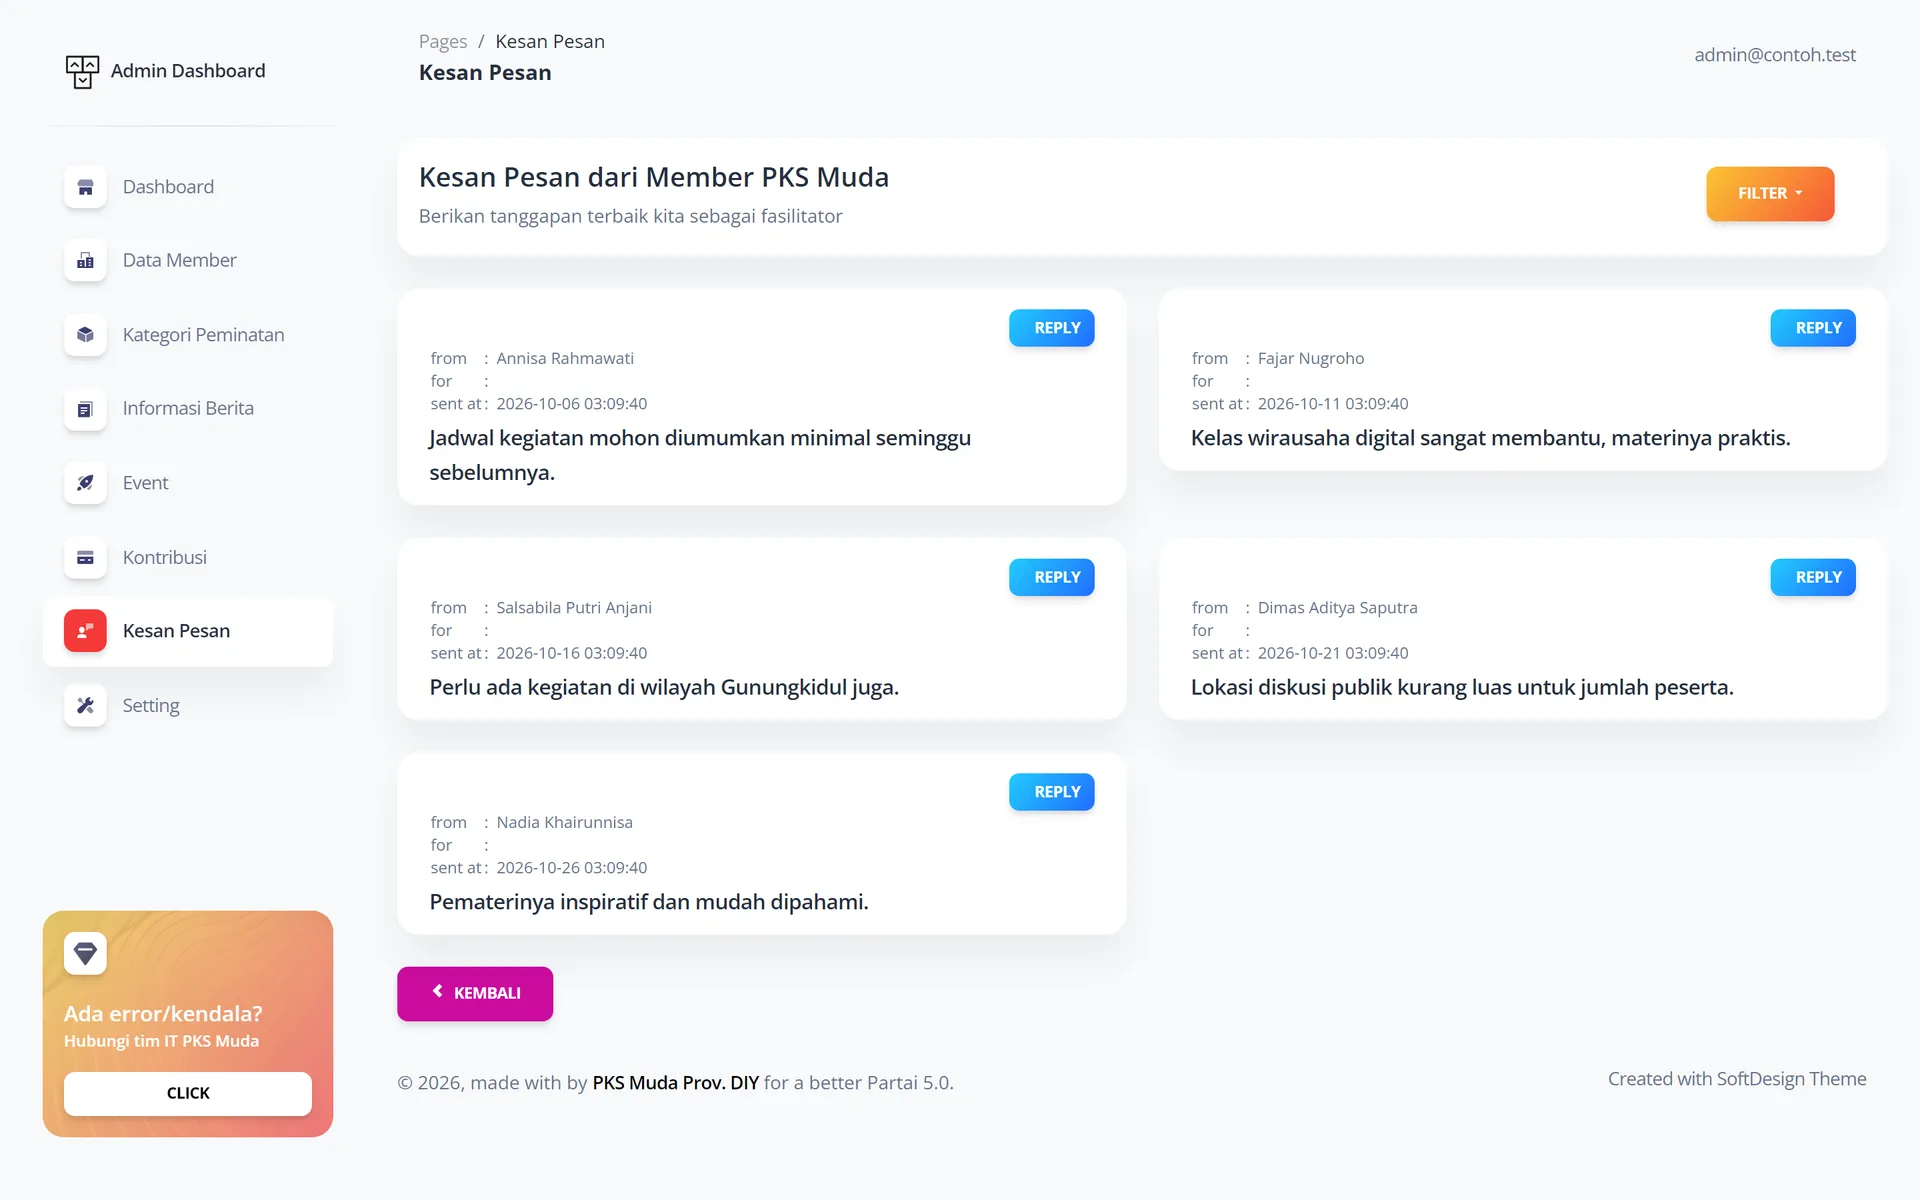 Admin Dashboard
Dashboard
Data Member
Kategori Peminatan
Informasi Berita
Event
Kontribusi
Kesan Pesan
Setting
Ada error/kendala?
Hubungi tim IT PKS Muda
CLICK
Pages / Kesan Pesan
Kesan Pesan
admin@contoh.test
Kesan Pesan dari Member PKS Muda
Berikan tanggapan terbaik kita sebagai fasilitator
FILTER
REPLY
from : Annisa Rahmawati
for :
sent at : 2026-10-06 03:09:40
Jadwal kegiatan mohon diumumkan minimal seminggu
sebelumnya.
REPLY
from : Fajar Nugroho
for :
sent at : 2026-10-11 03:09:40
Kelas wirausaha digital sangat membantu, materinya praktis.
REPLY
from : Salsabila Putri Anjani
for :
sent at : 2026-10-16 03:09:40
Perlu ada kegiatan di wilayah Gunungkidul juga.
REPLY
from : Dimas Aditya Saputra
for :
sent at : 2026-10-21 03:09:40
Lokasi diskusi publik kurang luas untuk jumlah peserta.
REPLY
from : Nadia Khairunnisa
for :
sent at : 2026-10-26 03:09:40
Pematerinya inspiratif dan mudah dipahami.
KEMBALI
© 2026, made with by PKS Muda Prov. DIY for a better Partai 5.0.
Created with SoftDesign Theme